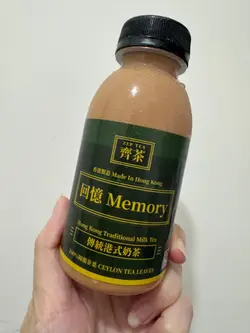 ZEP TEA
齊茶
香港製造 Made In Hong Kong
回憶 Memory
Hong Kong Traditional Milk Tea
傳統港式奶茶
CEYLON TEA LEAVES